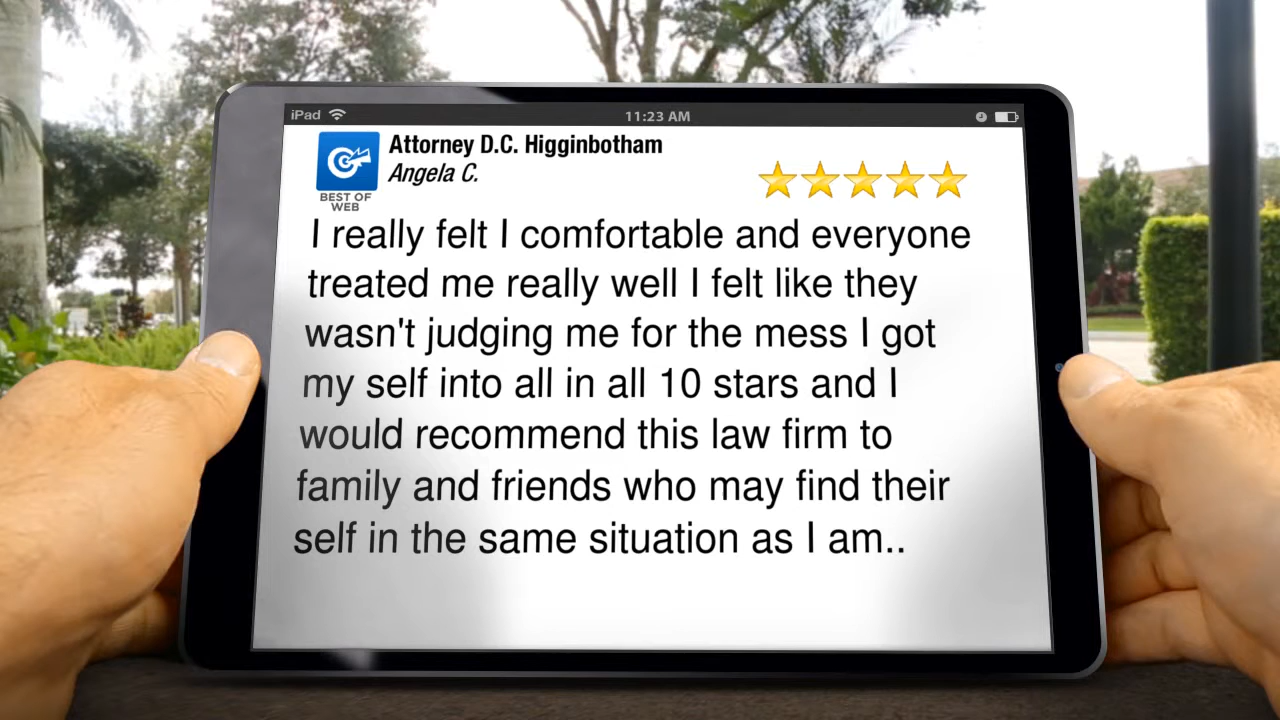 iPad 11:23 AM
Attorney D.C. Higginbotham
Angela C.
BEST OF
WEB
I really felt I comfortable and everyone
treated me really well I felt like they
wasn't judging me for the mess I got
my self into all in all 10 stars and I
would recommend this law firm to
family and friends who may find their
self in the same situation as I am..